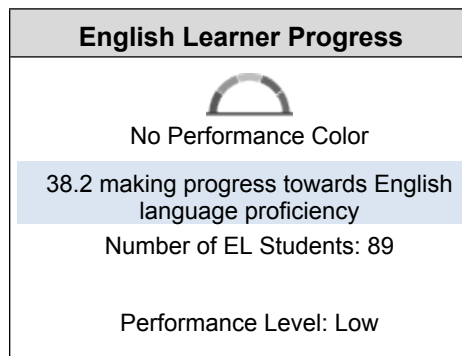 English Learner Progress
No Performance Color
38.2 making progress towards English
language proficiency
Number of EL Students: 89
Performance Level: Low